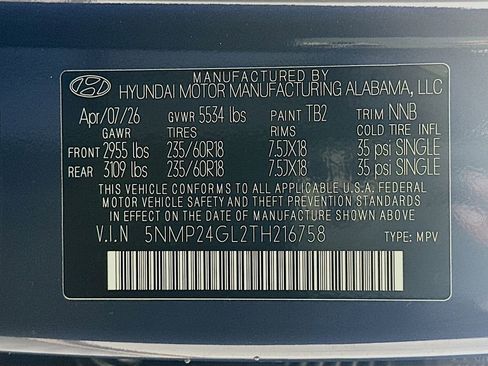 MANUFACTURED BY
HYUNDAI MOTOR MANUFACTURING ALABAMA, LLC
Apr/07/26 GVWR 5534 lbs PAINT TB2 TRIM NNB
GAWR TIRES RIMS COLD TIRE INFL
FRONT 2955 lbs 235/60R18 7.5JX18 35 psi SINGLE
REAR 3109 lbs 235/60R18 7.5JX18 35 psi SINGLE
THIS VEHICLE CONFORMS TO ALL APPLICABLE U.S.A. FEDERAL
MOTOR VEHICLE SAFETY AND THEFT PREVENTION STANDARDS
IN EFFECT ON THE DATE OF MANUFACTURE SHOWN ABOVE.
V.I.N 5NMP24GL2TH216758 TYPE: MPV